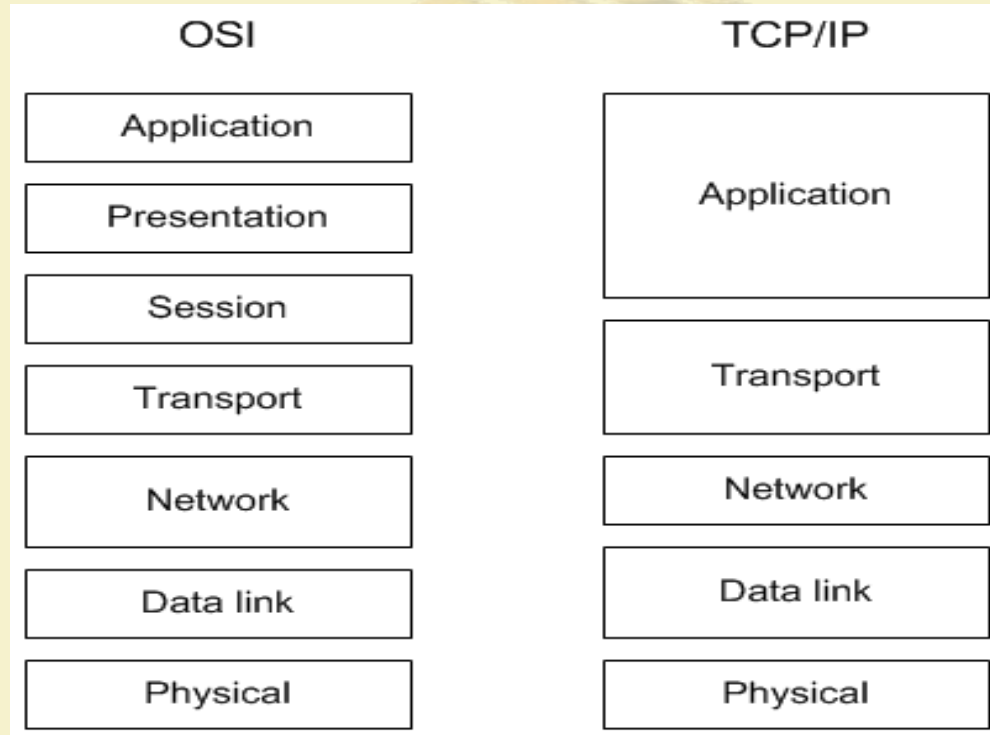 OSI
Application
Presentation
Session
Transport
Network
Data link
Physical
TCP/IP
Application
Transport
Network
Data link
Physical